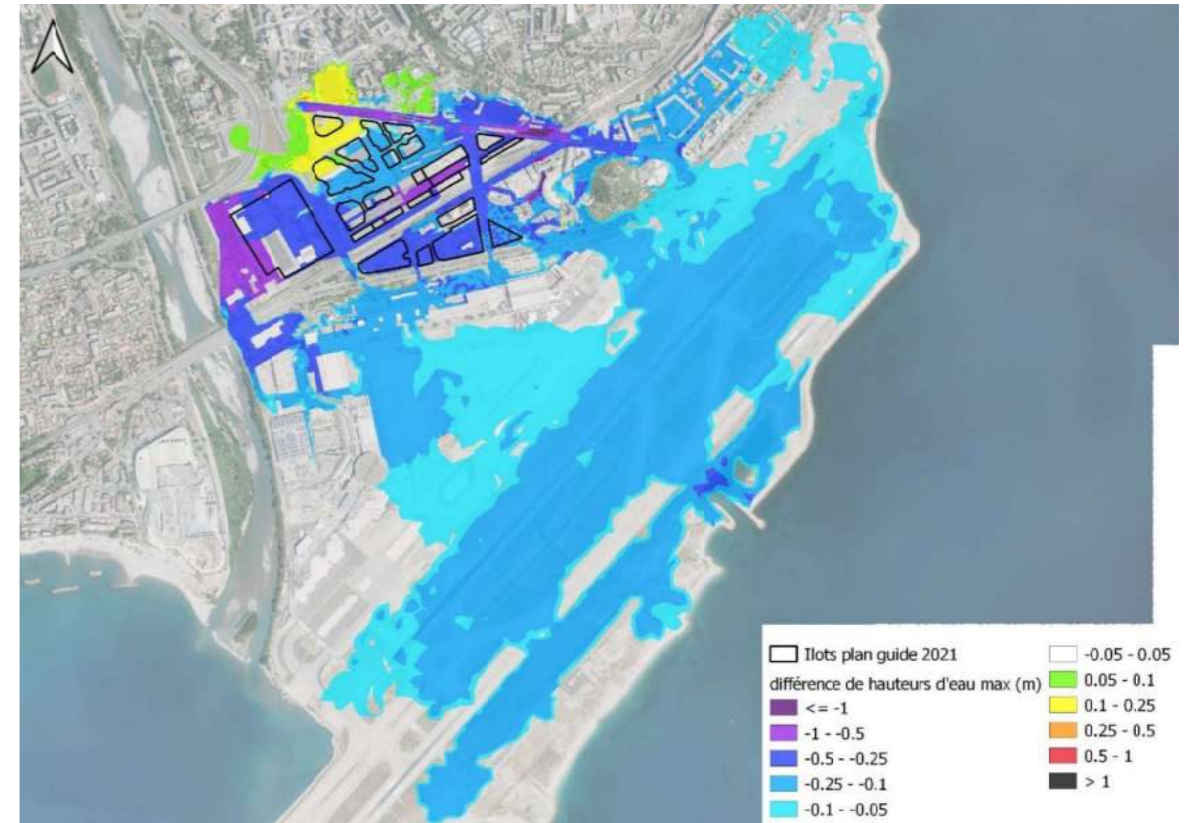 Ilots plan guide 2021
différence de hauteurs d'eau max (m)
<= -1
-1 - -0.5
-0.5 - -0.25
-0.25 - -0.1
-0.1 - -0.05
-0.05 - 0.05
0.05 - 0.1
0.1 - 0.25
0.25 - 0.5
0.5 - 1
> 1